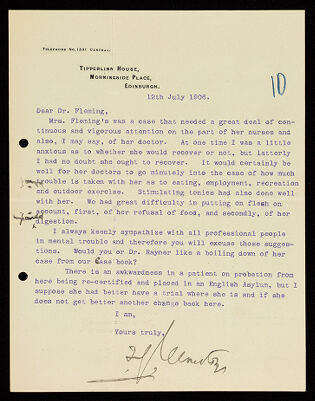 TELEPHONE No. 1391 CENTRAL.
TIPPERLINN HOUSE,
MORNINGSIDE PLACE,
EDINBURGH.
10
12th July 1906.
Dear Dr. Fleming,
Mrs. Fleming's was a case that needed a great deal of con-
tinuous and vigorous attention on the part of her nurses and
also, I may say, of her doctor. At one time I was a little
anxious as to whether she would recover or not, but latterly
I had no doubt she ought to recover. It would certainly be
well for her doctors to go minutely into the case of how much
trouble is taken with her as to eating, employment, recreation
and outdoor exercise. Stimulating tonics had also done well
with her. We had great difficulty in putting on flesh on
account, first, of her refusal of food, and secondly, of her
digestion.
I always keenly sympathise with all professional people
in mental trouble and therefore you will excuse those sugges-
tions. Would you or Dr. Rayner like a boiling down of her
case from our Case book?
There is an awkwardness in a patient on probation from
here being re-certified and placed in an English Asylum, but I
suppose she had better have a trial where she is and if she
does not get better another change back here.
I am,
Yours truly,